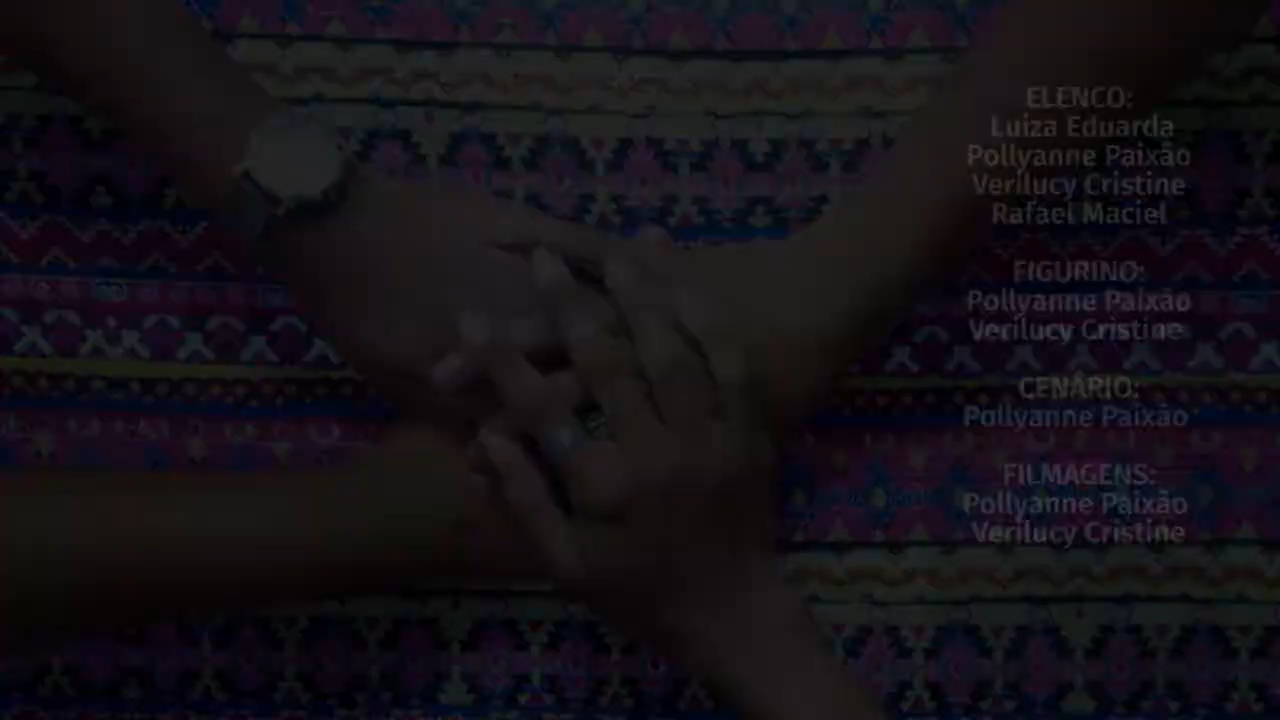 ELENCO:
Luiza Eduarda
Pollyanne Paixão
Verilucy Cristine
Rafael Maciel
FIGURINO:
Pollyanne Paixão
Verilucy Cristine
CENÁRIO:
Pollyanne Paixão
FILMAGENS:
Pollyanne Paixão
Verilucy Cristine